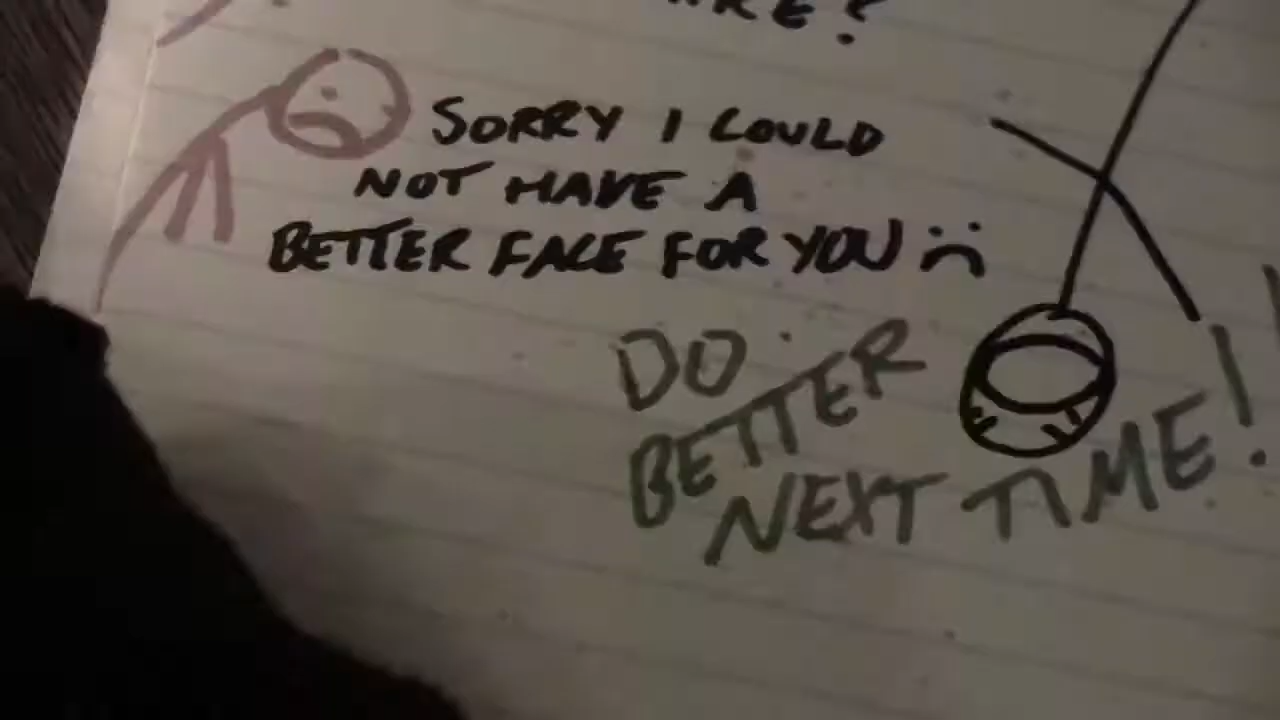 SORRY I COULD
NOT HAVE A
BETTER FACE FOR YOU :(
DO
BETTER
NEXT TIME!